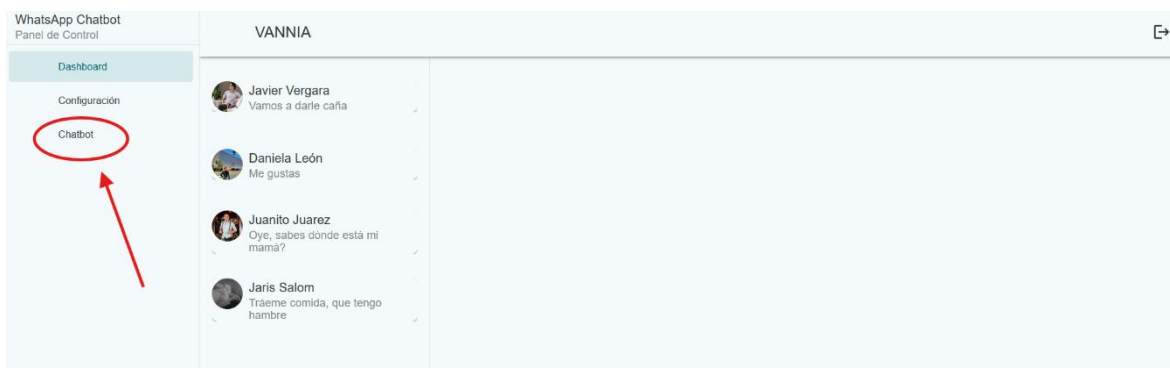 WhatsApp Chatbot
Panel de Control
VANNIA
Dashboard
Configuración
Chatbot
Javier Vergara
Vamos a darle caña
Daniela León
Me gustas
Juanito Juarez
Oye, sabes dónde está mi
mamá?
Jaris Salom
Tráeme comida, que tengo
hambre